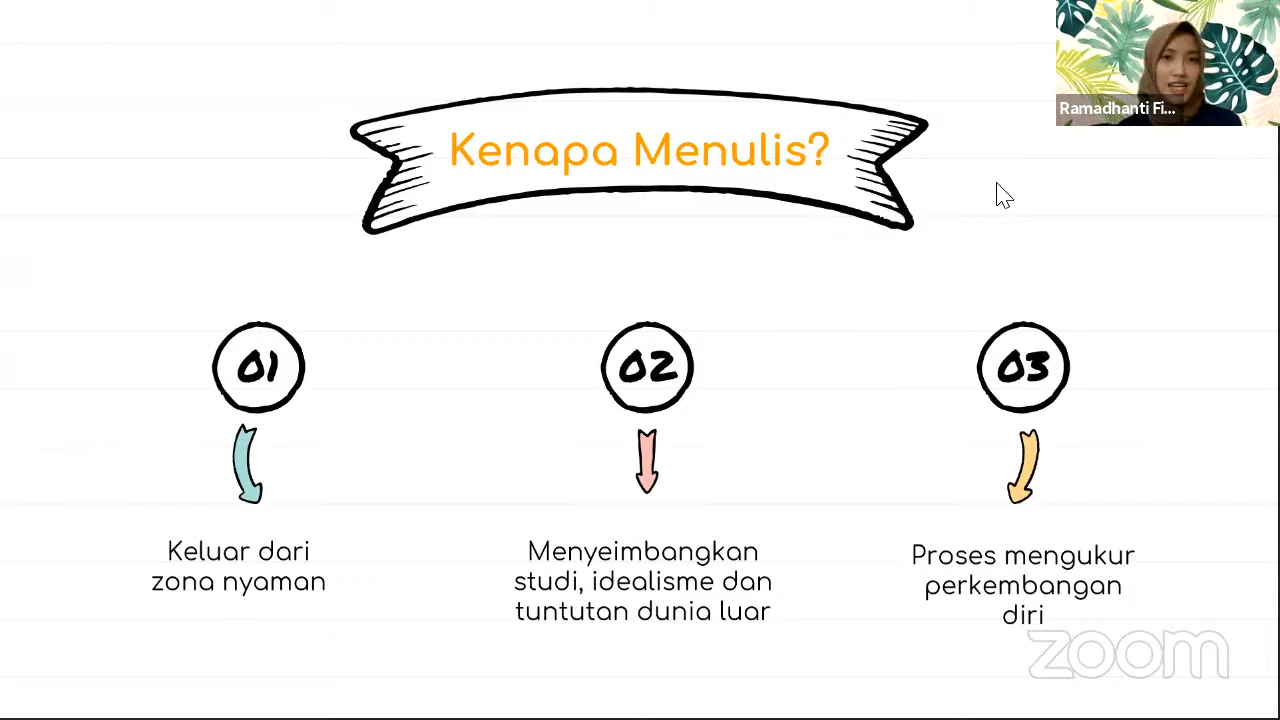 Ramadhanti Fi...
Kenapa Menulis?
01
02
03
Keluar dari
zona nyaman
Menyeimbangkan
studi, idealisme dan
tuntutan dunia luar
Proses mengukur
perkembangan
diri
zoom